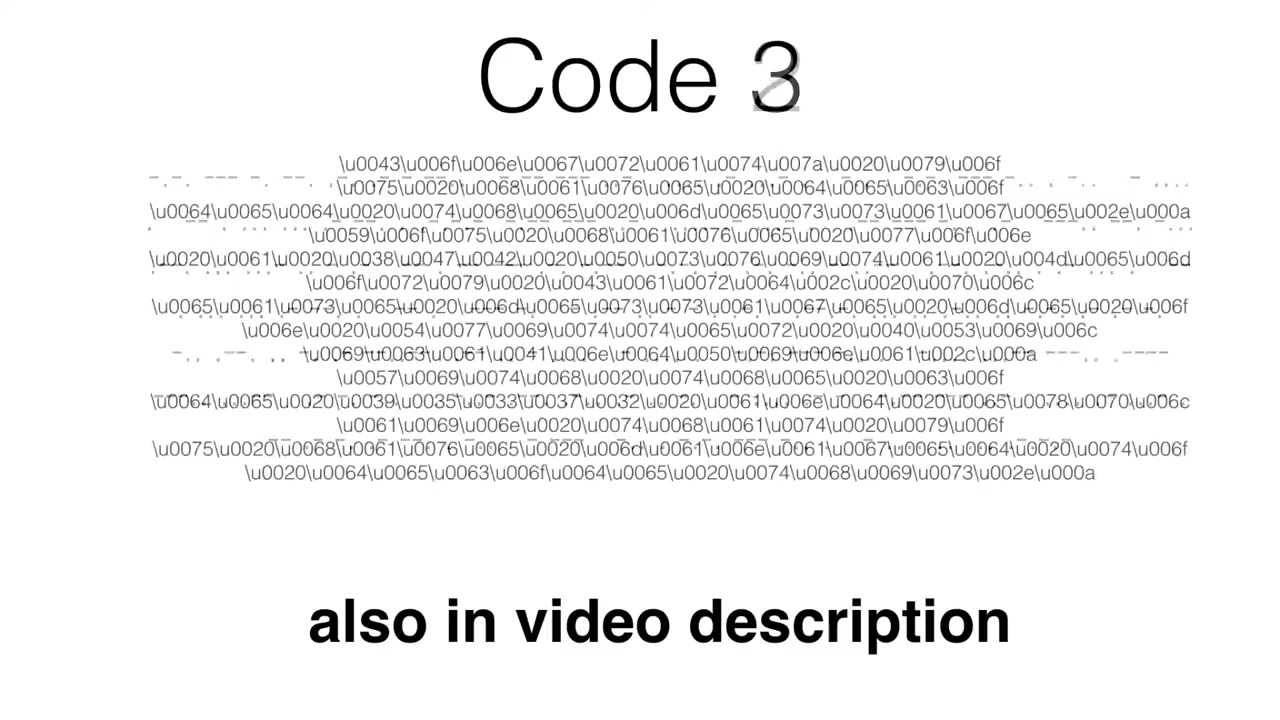 Code 3
\u0043\u006f\u006e\u0067\u0072\u0061\u0074\u007a\u0020\u0079\u006f
\u0075\u0020\u0068\u0061\u0076\u0065\u0020\u0064\u0065\u0063\u006f
\u0064\u0065\u0064\u0020\u0074\u0068\u0065\u0020\u006d\u0065\u0073\u0073\u0061\u0067\u0065\u002e\u000a
\u0059\u006f\u0075\u0020\u0068\u0061\u0076\u0065\u0020\u0077\u006f\u006e
\u0020\u0061\u0020\u0038\u0047\u0042\u0020\u0050\u0073\u0076\u0069\u0074\u0061\u0020\u004d\u0065\u006d
\u006f\u0072\u0079\u0020\u0043\u0061\u0072\u0064\u002c\u0020\u0070\u006c
\u0065\u0061\u0073\u0065\u0020\u006d\u0065\u0073\u0073\u0061\u0067\u0065\u0020\u006d\u0065\u0020\u006f
\u006e\u0020\u0054\u0077\u0069\u0074\u0074\u0065\u0072\u0020\u0040\u0053\u0069\u006c
\u0069\u0063\u0061\u0041\u006e\u0064\u0050\u0069\u006e\u0061\u002c\u000a
\u0057\u0069\u0074\u0068\u0020\u0074\u0068\u0065\u0020\u0063\u006f
\u0064\u0065\u0020\u0039\u0035\u0033\u0037\u0032\u0020\u0061\u006e\u0064\u0020\u0065\u0078\u0070\u006c
\u0061\u0069\u006e\u0020\u0074\u0068\u0061\u0074\u0020\u0079\u006f
\u0075\u0020\u0068\u0061\u0076\u0065\u0020\u006d\u0061\u006e\u0061\u0067\u0065\u0064\u0020\u0074\u006f
\u0020\u0064\u0065\u0063\u006f\u0064\u0065\u0020\u0074\u0068\u0069\u0073\u002e\u000a
also in video description